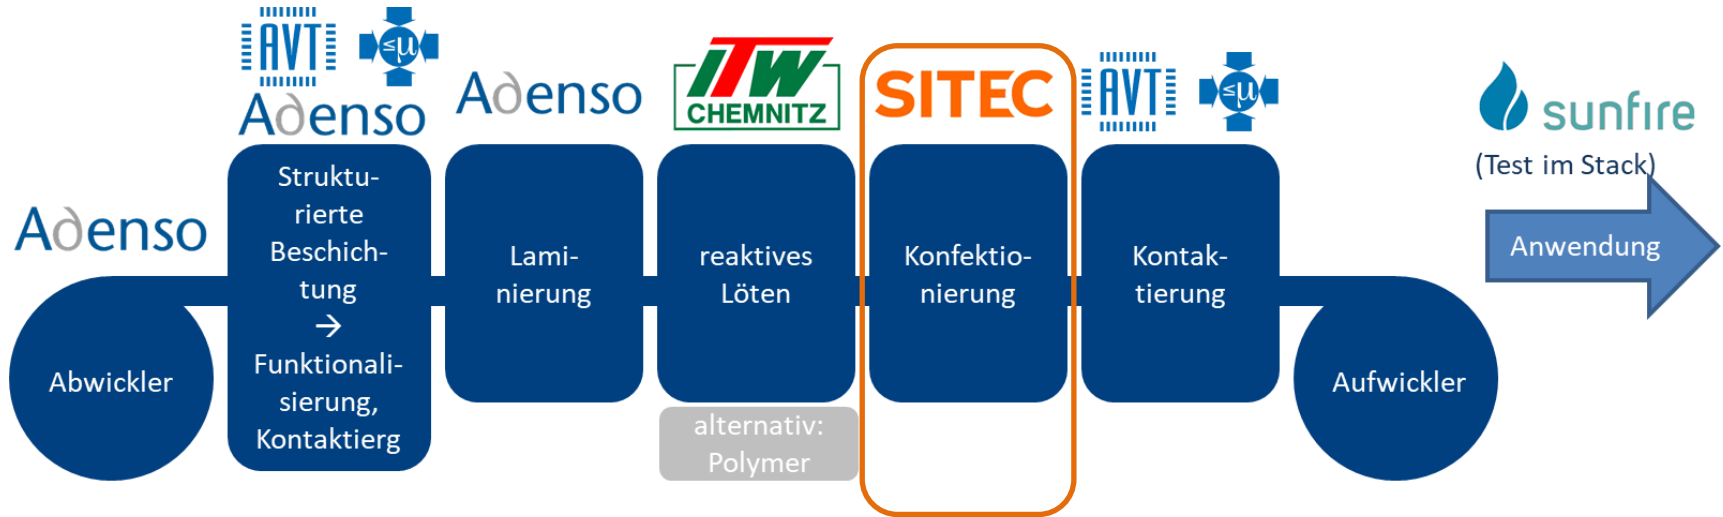 AVT
≤μ
Adenso
Adenso
ITW
CHEMNITZ
SITEC
AVT
≤μ
sunfire
(Test im Stack)
Adenso
Abwickler
Struktu-
rierte
Beschich-
tung
→
Funktionali-
sierung,
Kontaktierg
Lami-
nierung
reaktives
Löten
alternativ:
Polymer
Konfektio-
nierung
Kontak-
tierung
Aufwickler
Anwendung